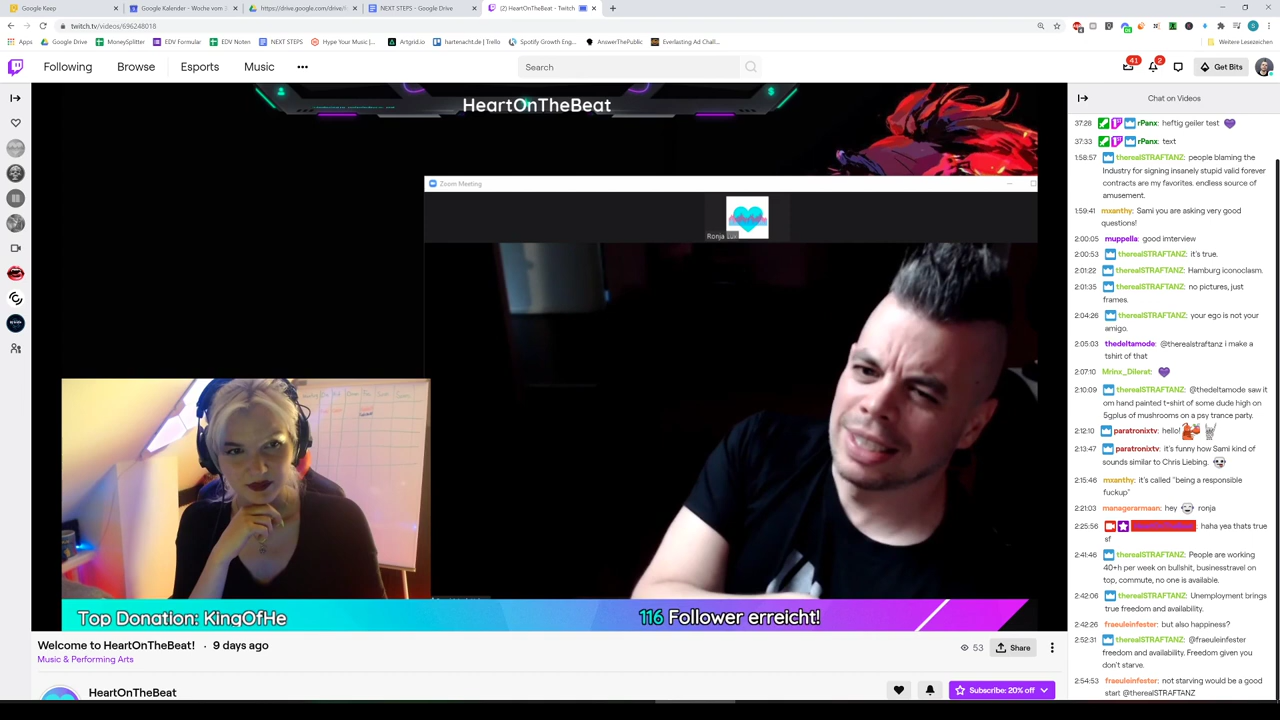 Google Keep
Google Kalender - Woche vom 3
https://drive.google.com/drive/f
NEXT STEPS - Google Drive
(2) HeartOnTheBeat - Twitch
twitch.tv/videos/696248018
Apps
Google Drive
MoneySplitter
EDV Formular
EDV Noten
NEXT STEPS
Hype Your Music |...
Artgrid.io
hartenacht.de | Trello
Spotify Growth Eng...
AnswerThePublic
Everlasting Ad Chall...
Weitere Lesezeichen
Following
Browse
Esports
Music
Search
41
2
Get Bits
HeartOnTheBeat
Zoom Meeting
Ronja Lux
Top Donation: KingOfHe
116 Follower erreicht!
Welcome to HeartOnTheBeat! · 9 days ago
Music & Performing Arts
53
Share
HeartOnTheBeat
Subscribe: 20% off
Chat on Videos
37:28 rPanx: heftig geiler test
37:33 rPanx: text
1:58:57 therealSTRAFTANZ: people blaming the
Industry for signing insanely stupid valid forever
contracts are my favorites. endless source of
amusement.
1:59:41 mxanthy: Sami you are asking very good
questions!
2:00:05 muppella: good imterview
2:00:53 therealSTRAFTANZ: it's true.
2:01:22 therealSTRAFTANZ: Hamburg iconoclasm.
2:01:35 therealSTRAFTANZ: no pictures, just
frames.
2:04:26 therealSTRAFTANZ: your ego is not your
amigo.
2:05:03 thedeltamode: @therealstraftanz i make a
tshirt of that
2:07:10 Mrinx_Dilerat:
2:10:09 therealSTRAFTANZ: @thedeltamode saw it
om hand painted t-shirt of some dude high on
5gplus of mushrooms on a psy trance party.
2:12:10 paratronixtv: hello!
2:13:47 paratronixtv: it's funny how Sami kind of
sounds similar to Chris Liebing.
2:15:46 mxanthy: it's called "being a responsible
fuckup"
2:21:03 managerarmaan: hey ronja
2:25:56 haha yea thats true
sf
2:41:46 therealSTRAFTANZ: People are working
40+h per week on bullshit, businesstravel on
top, commute, no one is available.
2:42:06 therealSTRAFTANZ: Unemployment brings
true freedom and availability.
2:42:26 fraeuleinfester: but also happiness?
2:52:31 therealSTRAFTANZ: @fraeuleinfester
freedom and availability. Freedom given you
don't starve.
2:54:53 fraeuleinfester: not starving would be a good
start @therealSTRAFTANZ